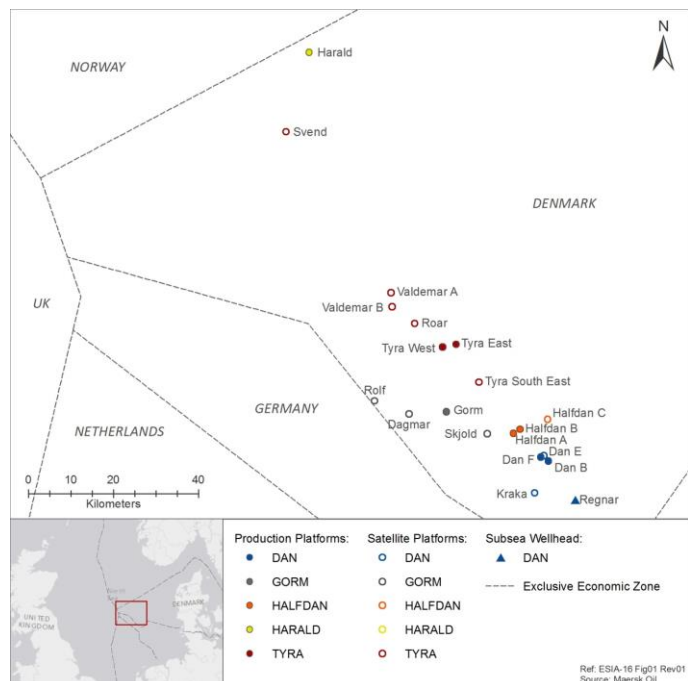 N
Harald
NORWAY
Svend
DENMARK
Valdemar A
Valdemar B
UK
Roar
Tyra East
Tyra West
Tyra South East
Rolf
GERMANY
Gorm
Halfdan C
Dagmar
NETHERLANDS
Halfdan B
Skjold
Halfdan A
Dan E
Dan F
Dan B
0 10 20 40
Kilometers
Kraka
Regnar
Production Platforms:
DAN
GORM
HALFDAN
HARALD
TYRA
Satellite Platforms:
DAN
GORM
HALFDAN
HARALD
TYRA
Subsea Wellhead:
DAN
Exclusive Economic Zone
DENMARK
UNITED
KINGDOM
Ref: ESIA-16 Fig01 Rev01
Source: Maersk Oil